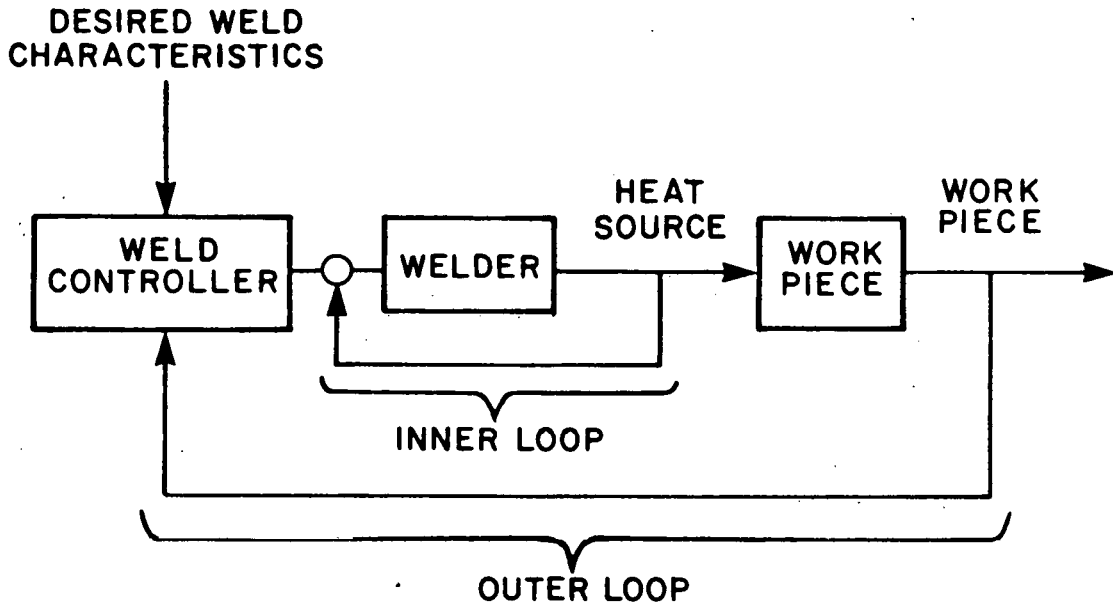 DESIRED WELD
CHARACTERISTICS
HEAT
SOURCE
WORK
PIECE
WELD
CONTROLLER
WELDER
WORK
PIECE
INNER LOOP
OUTER LOOP